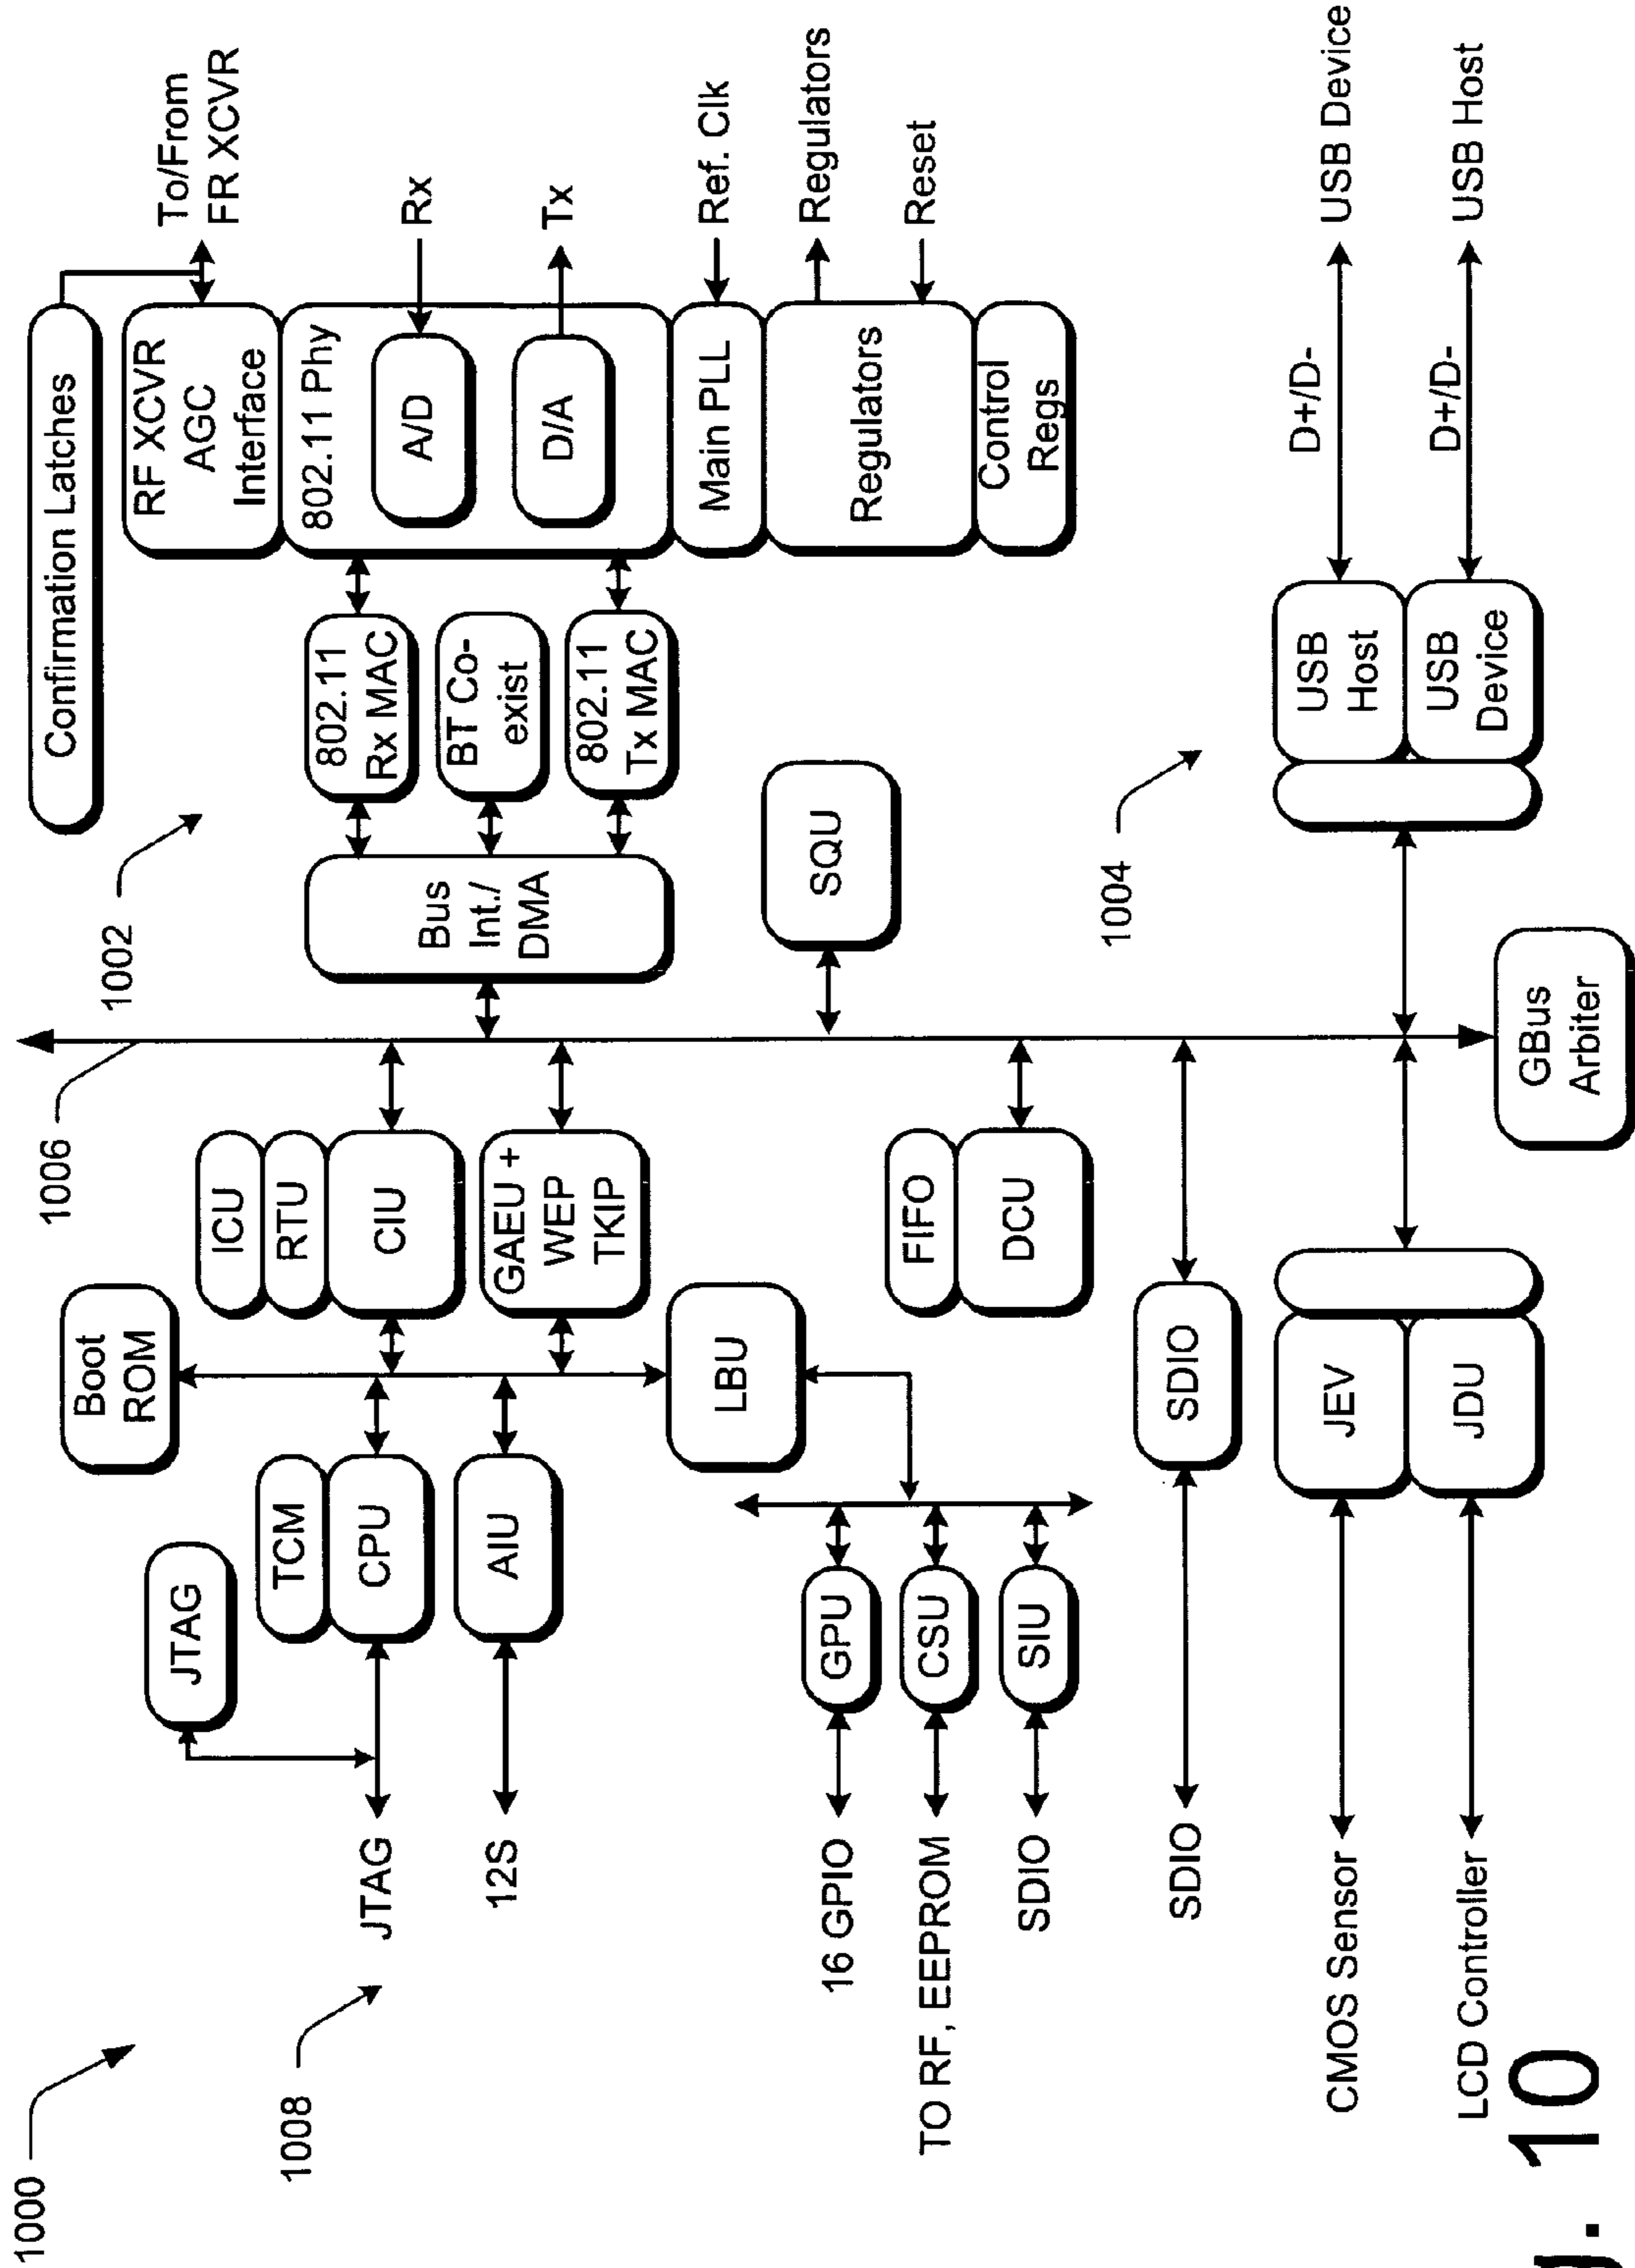 1000
1002
1006
1008
1004
Confirmation Latches
To/From
FR XCVR
RF XCVR
AGC
Interface
802.11 Phy
A/D
D/A
Rx
Tx
Main PLL
Ref. Clk
Regulators
Regulators
Reset
Control
Regs
802.11
Rx MAC
BT Co-
exist
802.11
Tx MAC
Bus
Int./
DMA
SQU
ICU
RTU
CIU
GAEU +
WEP
TKIP
Boot
ROM
LBU
JTAG
TCM
CPU
AIU
JTAG
12S
GPU
CSU
SIU
16 GPIO
TO RF, EEPROM
SDIO
FIFO
DCU
SDIO
SDIO
JEV
JDU
CMOS Sensor
LCD Controller
GBus
Arbiter
USB
Host
USB
Device
D+/D-
USB Device
D+/D-
USB Host
g. 10